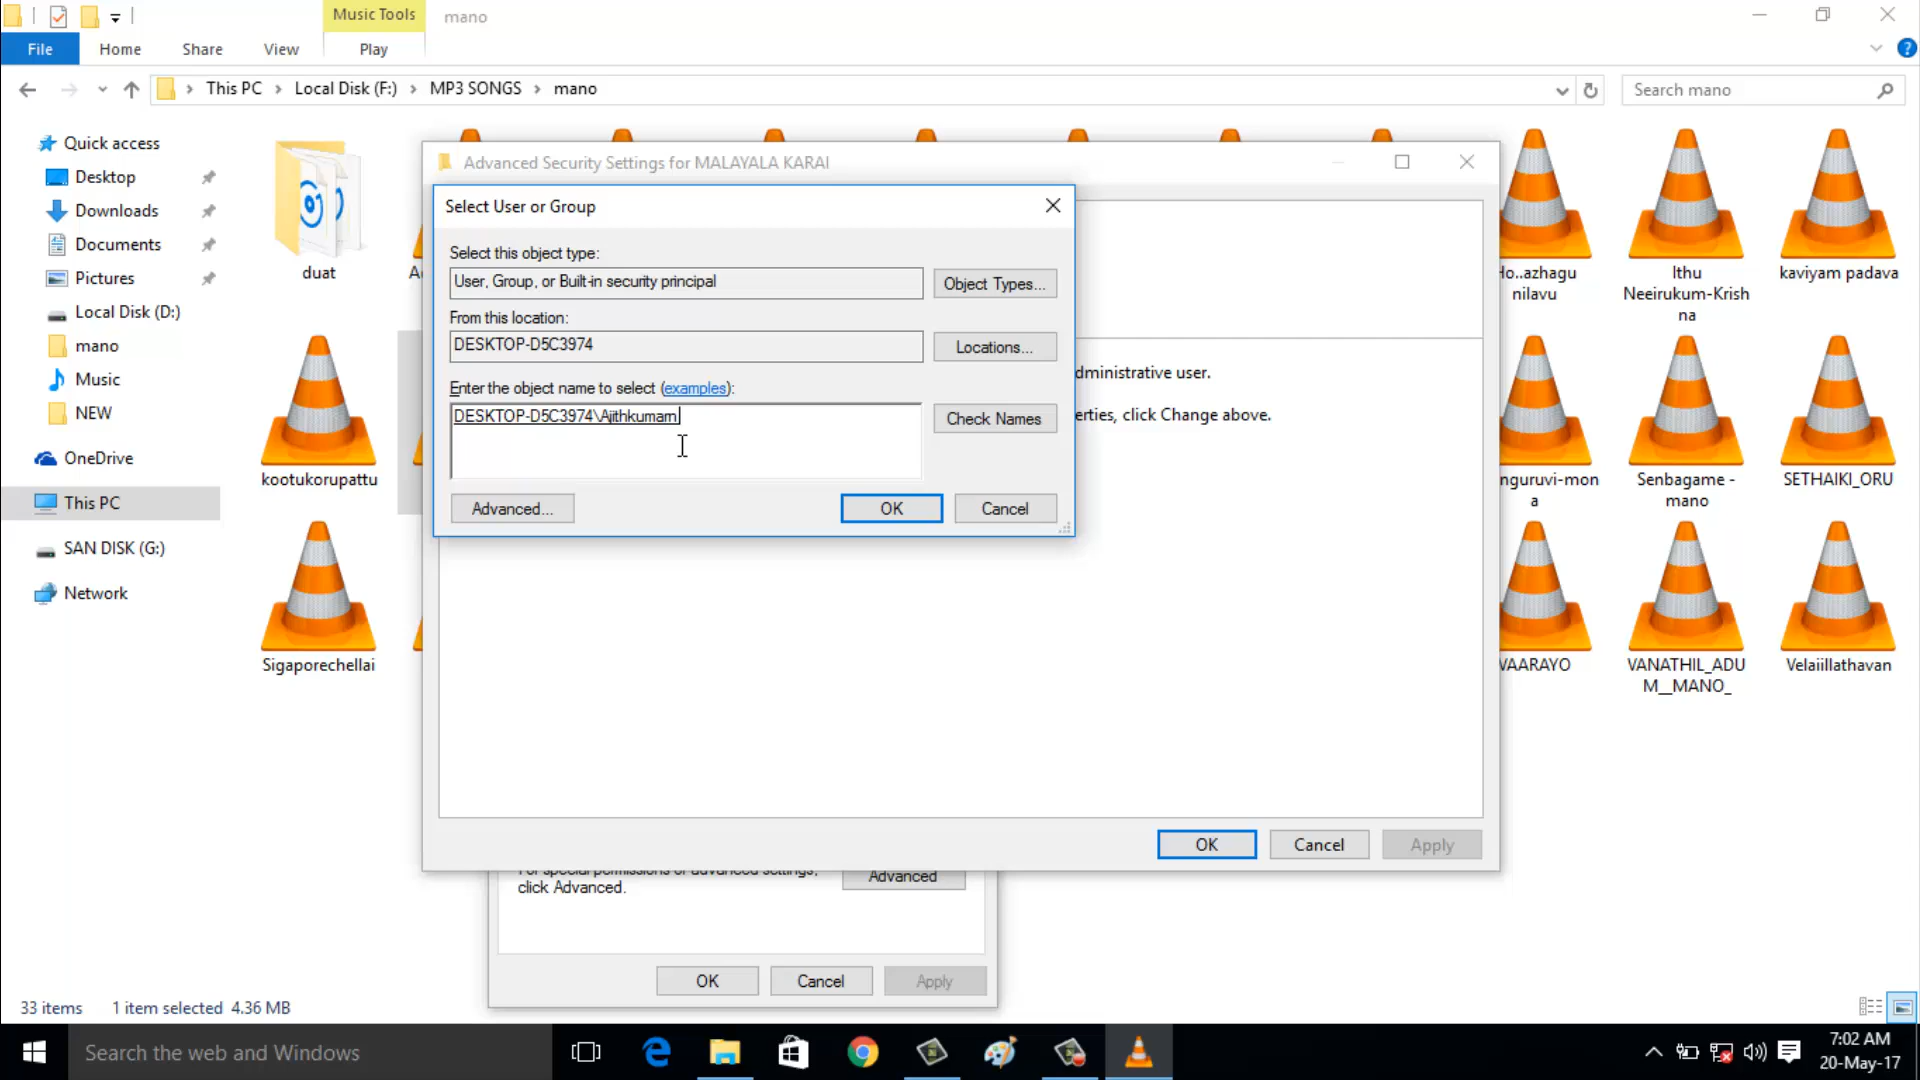 Music Tools
mano
File
Home
Share
View
Play
This PC
Local Disk (F:)
MP3 SONGS
mano
Search mano
Quick access
Desktop
Downloads
Documents
Pictures
Local Disk (D:)
mano
Music
NEW
OneDrive
This PC
SAN DISK (G:)
Network
duat
kootukorupattu
Sigaporechellai
Advanced Security Settings for MALAYALA KARAI
Select User or Group
Select this object type:
User, Group, or Built-in security principal
Object Types...
From this location:
DESKTOP-D5C3974
Locations...
Enter the object name to select (examples):
DESKTOP-D5C3974\Ajithkumarn
Check Names
Advanced...
OK
Cancel
dministrative user.
erties, click Change above.
OK
Cancel
Apply
click Advanced.
Advanced
OK
Cancel
Apply
Ho..azhagu
nilavu
Ithu
Neeirukum-Krish
na
kaviyam padava
nguruvi-mon
a
Senbagame -
mano
SETHAIKI_ORU
VAARAYO
VANATHIL_ADU
M__MANO_
Velaiillathavan
33 items
1 item selected 4.36 MB
Search the web and Windows
7:02 AM
20-May-17